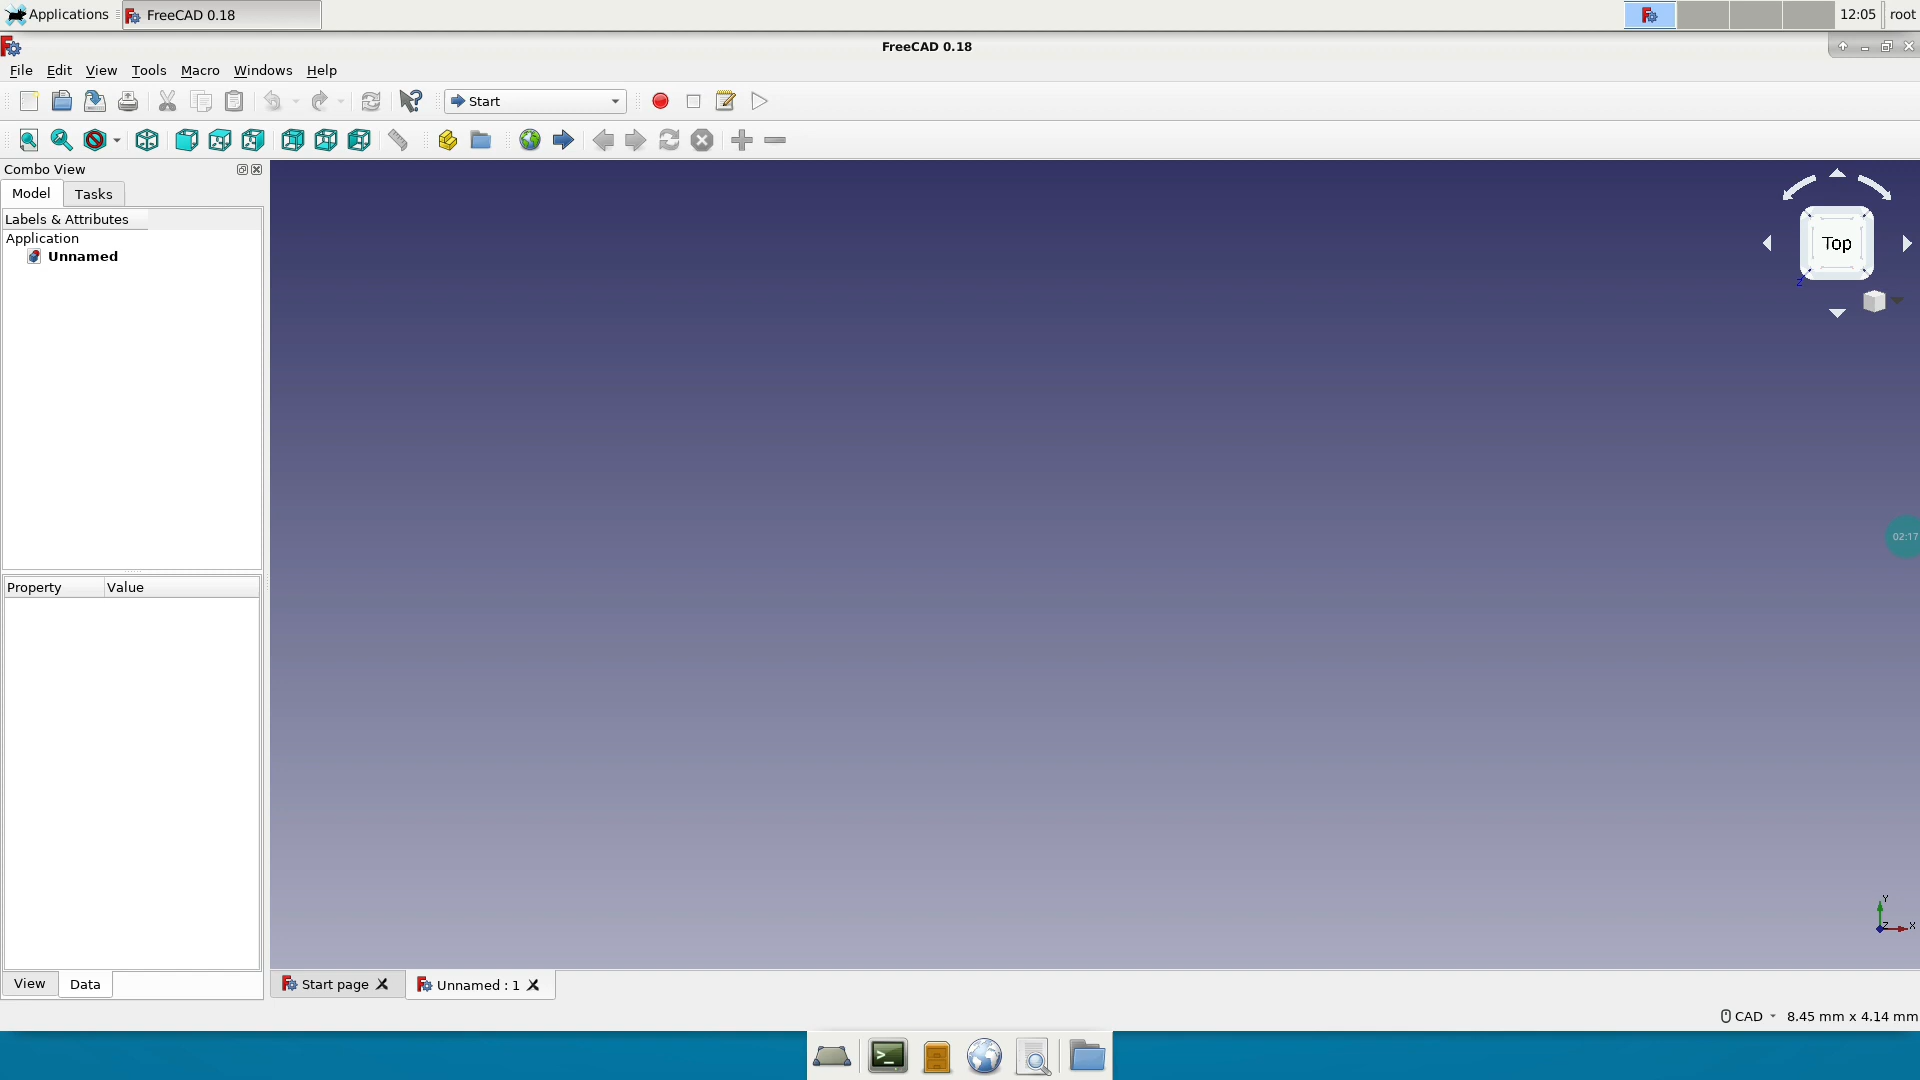 Applications
FreeCAD 0.18
12:05
root
FreeCAD 0.18
File Edit View Tools Macro Windows Help
Start
Combo View
Model
Tasks
Labels & Attributes
Application
Unnamed
Top
Z
02:17
Property
Value
Y
Z
X
View
Data
Start page
Unnamed : 1
CAD
8.45 mm x 4.14 mm